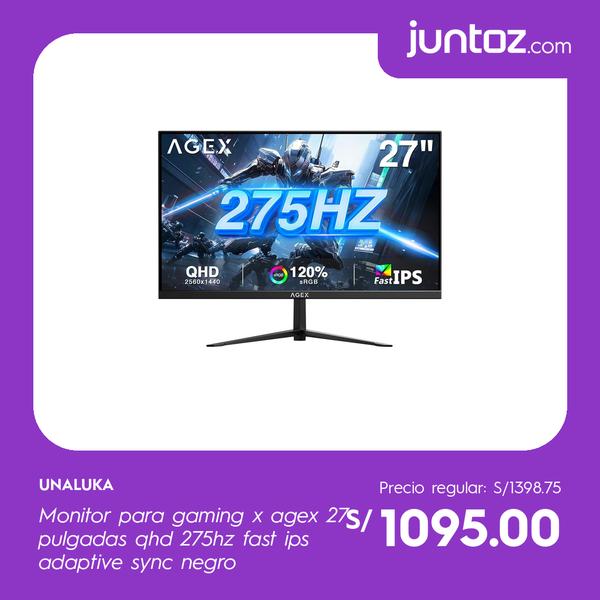 juntoz.com
AGEX
27"
275HZ
QHD
2560x1440
sRGB
120%
sRGB
Fast IPS
AGEX
UNALUKA
Precio regular: S/1398.75
Monitor para gaming x agex 27
pulgadas qhd 275hz fast ips
adaptive sync negro
S/ 1095.00